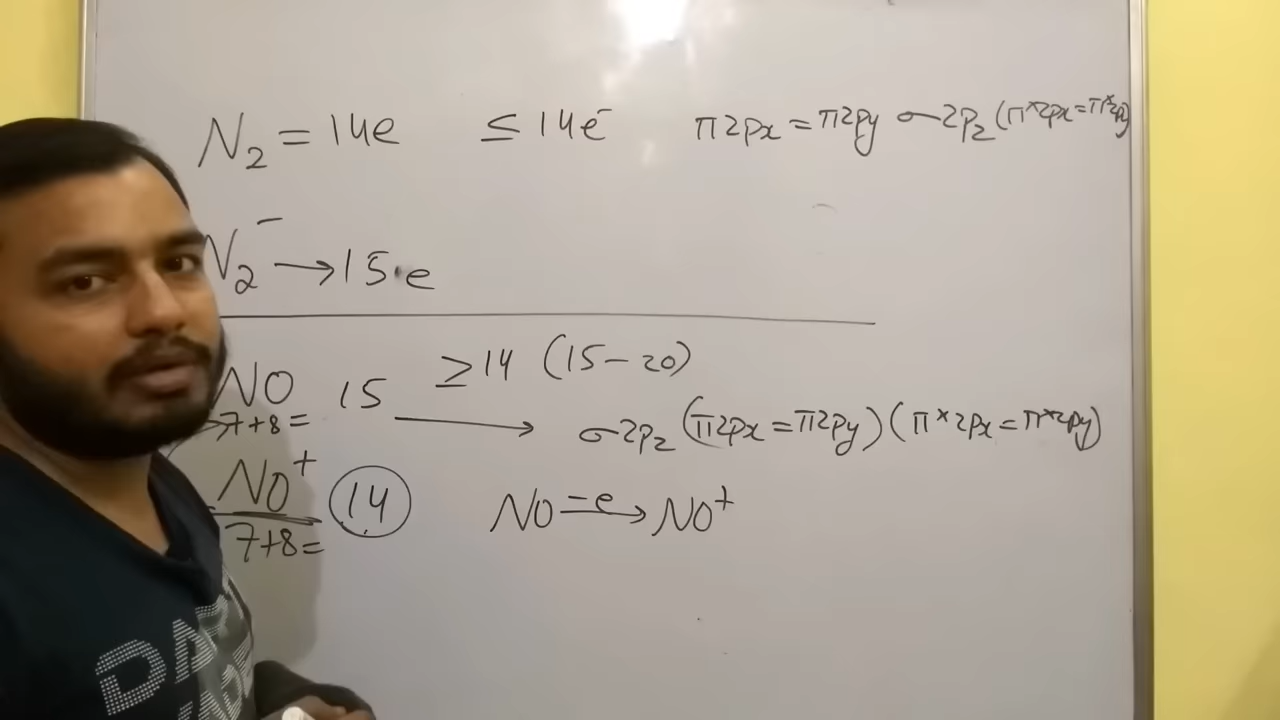 N₂ = 14e ≤ 14e⁻ π2px = π2py σ2pz (π*2px = π*2py)
N₂⁻ → 15e
NO 15 ≥ 14 (15-20)
7+8= → σ2pz (π2px = π2py) (π*2px = π*2py)
NO⁺ 14 NO -e→ NO⁺
7+8=